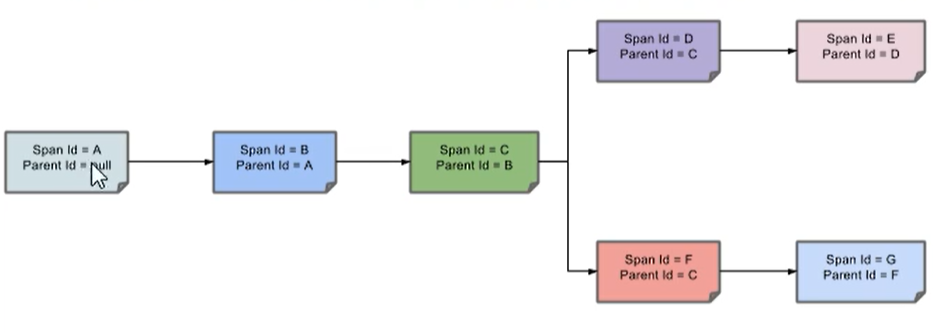 Span Id = A
Parent Id = null
Span Id = B
Parent Id = A
Span Id = C
Parent Id = B
Span Id = D
Parent Id = C
Span Id = E
Parent Id = D
Span Id = F
Parent Id = C
Span Id = G
Parent Id = F